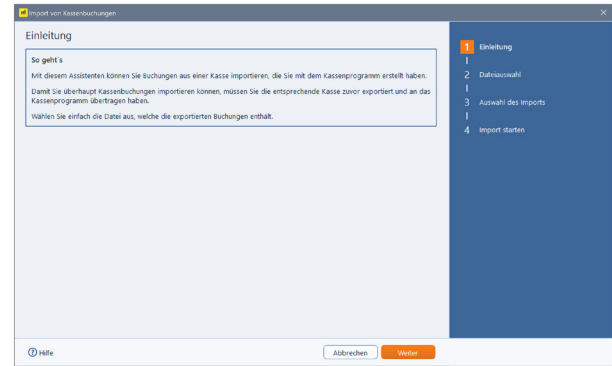 Import von Kassenbuchungen
Einleitung
So geht´s
Mit diesem Assistenten können Sie Buchungen aus einer Kasse importieren, die Sie mit dem Kassenprogramm erstellt haben.
Damit Sie überhaupt Kassenbuchungen importieren können, müssen Sie die entsprechende Kasse zuvor exportiert und an das
Kassenprogramm übertragen haben.
Wählen Sie einfach die Datei aus, welche die exportierten Buchungen enthält.
1 Einleitung
2 Dateiauswahl
3 Auswahl des Imports
4 Import starten
Hilfe
Abbrechen
Weiter